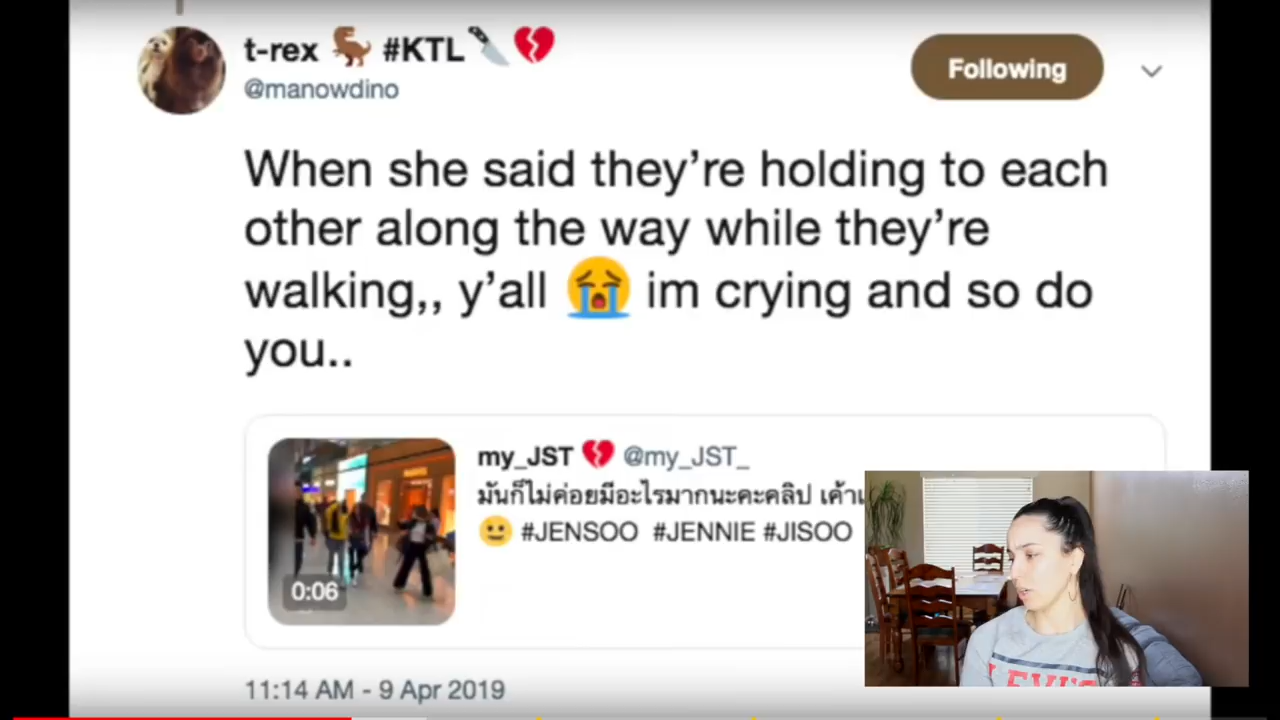 t-rex 🦖 #KTL🔪💔
@manowdino
Following
When she said they’re holding to each
other along the way while they’re
walking,, y’all 😭 im crying and so do
you..
my_JST 💔 @my_JST_
มันก็ไม่ค่อยมีอะไรมากนะคะคลิป
😐 #JENSOO #JENNIE #JISOO
0:06
11:14 AM - 9 Apr 2019
LEVI'S